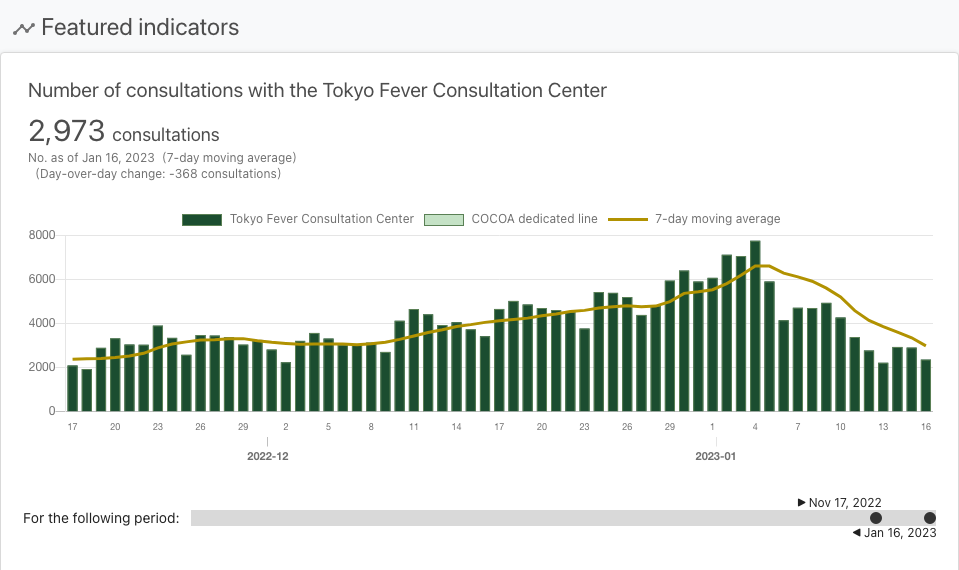 Featured indicators
Number of consultations with the Tokyo Fever Consultation Center
2,973 consultations
No. as of Jan 16, 2023 (7-day moving average)
(Day-over-day change: -368 consultations)
Tokyo Fever Consultation Center COCOA dedicated line 7-day moving average
8000
6000
4000
2000
0
17 20 23 26 29 2 5 8 11 14 17 20 23 26 29 1 4 7 10 13 16
2022-12 2023-01
▶ Nov 17, 2022
For the following period:
◀ Jan 16, 2023